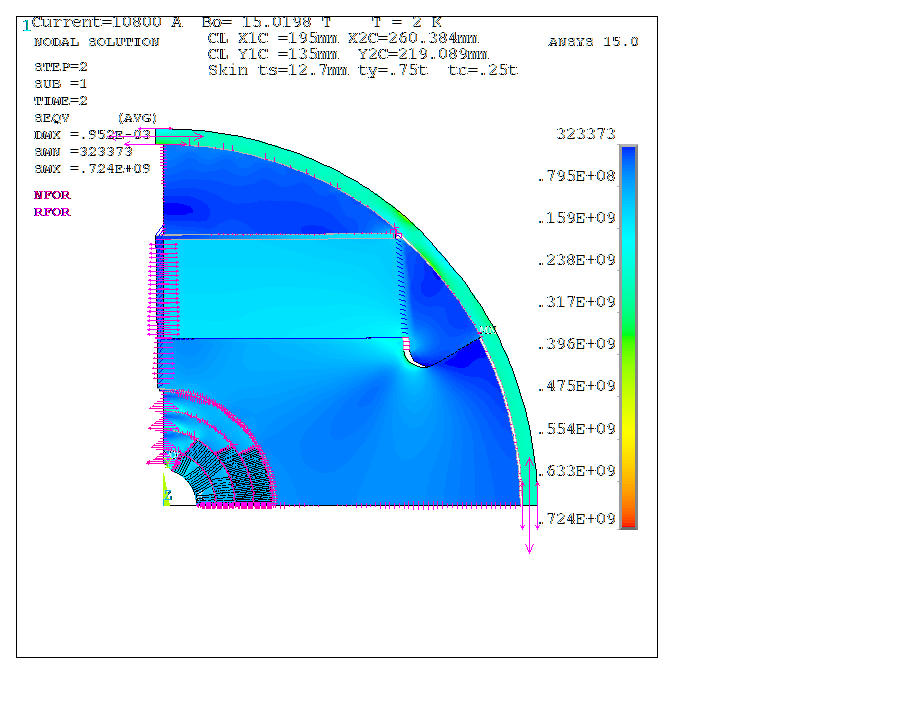 1
Current=10800 A Bo= 15.0198 T T = 2 K
NODAL SOLUTION
CL X1C =195mm X2C=260.384mm
CL Y1C =135mm Y2C=219.089mm
Skin ts=12.7mm ty=.75t tc=.25t
ANSYS 15.0
STEP=2
SUB =1
TIME=2
SEQV (AVG)
DMX =.952E-03
SMN =323373
SMX =.724E+09
NFOR
RFOR
323373
.795E+08
.159E+09
.238E+09
.317E+09
.396E+09
.475E+09
.554E+09
.633E+09
.724E+09
Z